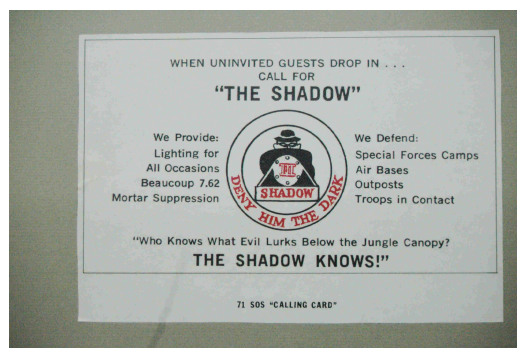 WHEN UNINVITED GUESTS DROP IN . . .
CALL FOR
"THE SHADOW"
We Provide:
Lighting for
All Occasions
Beaucoup 7.62
Mortar Suppression
SHADOW
DENY HIM THE DARK
We Defend:
Special Forces Camps
Air Bases
Outposts
Troops in Contact
"Who Knows What Evil Lurks Below the Jungle Canopy?
THE SHADOW KNOWS!"
71 SOS "CALLING CARD"